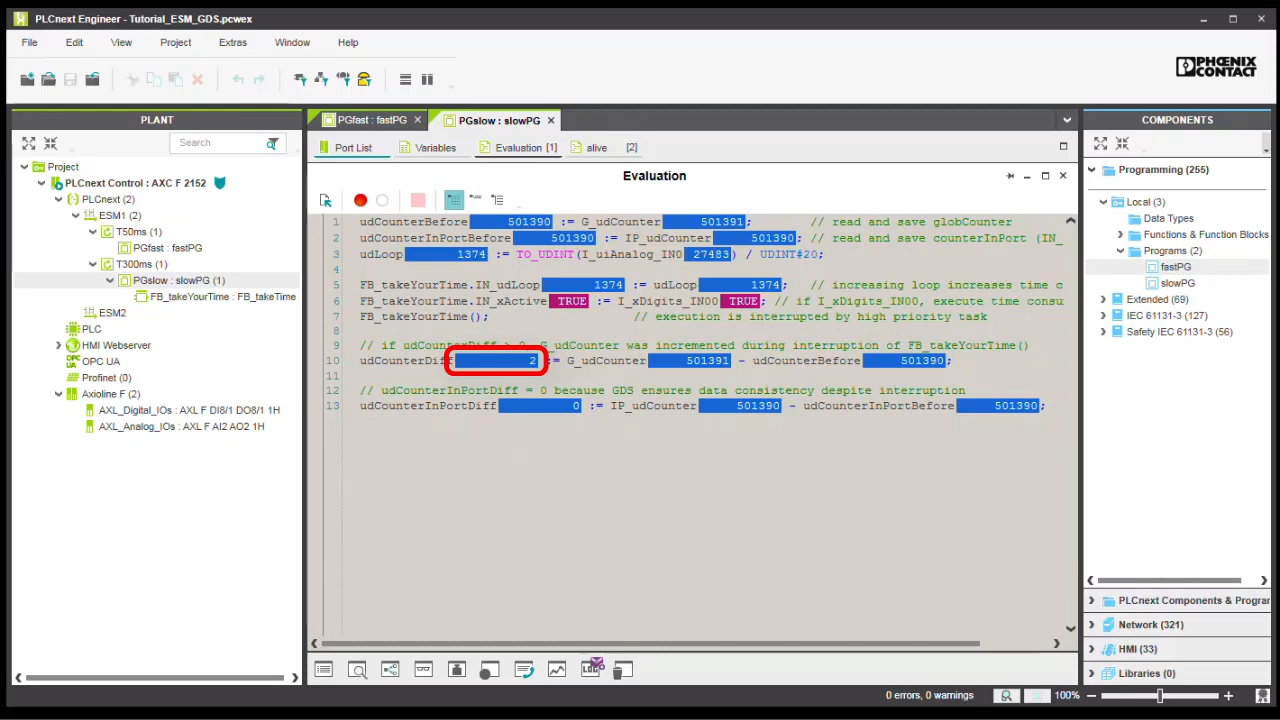 PLCnext Engineer - Tutorial_ESM_GDS.pcwex
File Edit View Project Extras Window Help
PHŒNIX CONTACT
PLANT
Search
Project
PLCnext Control : AXC F 2152
PLCnext (2)
ESM1 (2)
T50ms (1)
PGfast : fastPG
T300ms (1)
PGslow : slowPG (1)
FB_takeYourTime : FB_takeTime
ESM2
PLC
HMI Webserver
OPC UA
Profinet (0)
Axioline F (2)
AXL_Digital_IOs : AXL F DI8/1 DO8/1 1H
AXL_Analog_IOs : AXL F AI2 AO2 1H
PGfast : fastPG PGslow : slowPG
Port List Variables Evaluation [1] alive [2]
Evaluation
1 udCounterBefore 501390 := G_udCounter 501391; // read and save globCounter
2 udCounterInPortBefore 501390 := IP_udCounter 501390; // read and save counterInPort (IN_
3 udLoop 1374 := TO_UDINT(I_uiAnalog_IN0 27483) / UDINT#20;
4
5 FB_takeYourTime.IN_udLoop 1374 := udLoop 1374; // increasing loop increases time c
6 FB_takeYourTime.IN_xActive TRUE := I_xDigits_IN00 TRUE; // if I_xDigits_IN00, execute time consu
7 FB_takeYourTime(); // execution is interrupted by high priority task
8
9 // if udCounterDiff > 0, G_udCounter was incremented during interruption of FB_takeYourTime()
10 udCounterDiff 2 := G_udCounter 501391 - udCounterBefore 501390;
11
12 // udCounterInPortDiff = 0 because GDS ensures data consistency despite interruption
13 udCounterInPortDiff 0 := IP_udCounter 501390 - udCounterInPortBefore 501390;
COMPONENTS
Programming (255)
Local (3)
Data Types
Functions & Function Blocks
Programs (2)
fastPG
slowPG
Extended (69)
IEC 61131-3 (127)
Safety IEC 61131-3 (56)
PLCnext Components & Progra
Network (321)
HMI (33)
Libraries (0)
LOG
0 errors, 0 warnings 100%